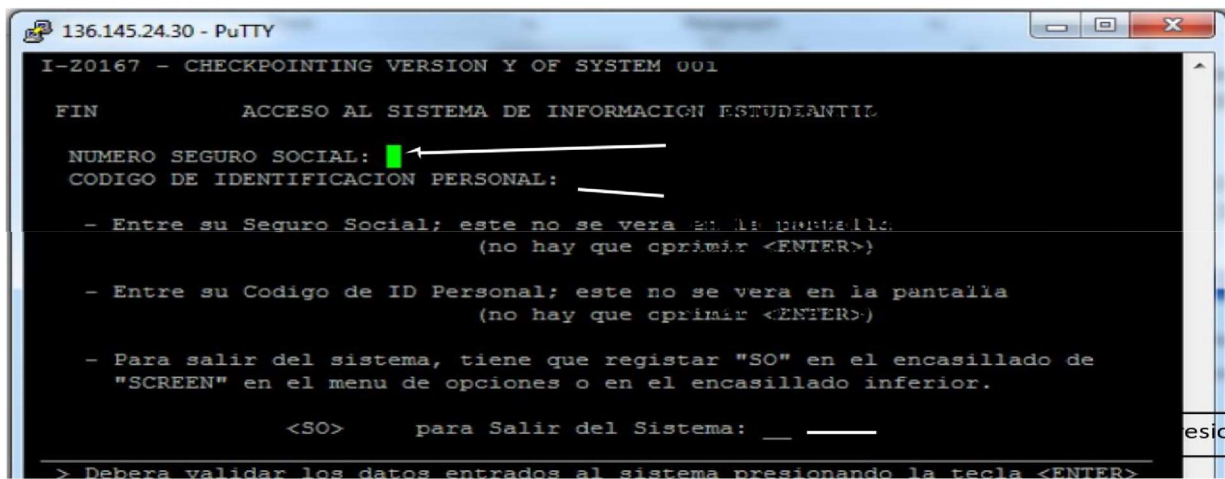 136.145.24.30 - PuTTY
I-Z0167 - CHECKPOINTING VERSION Y OF SYSTEM 001
FIN ACCESO AL SISTEMA DE INFORMACION ESTUDIANTIL
NUMERO SEGURO SOCIAL:
CODIGO DE IDENTIFICACION PERSONAL:
- Entre su Seguro Social; este no se vera en la pantalla
(no hay que oprimir <ENTER>)
- Entre su Codigo de ID Personal; este no se vera en la pantalla
(no hay que oprimir <ENTER>)
- Para salir del sistema, tiene que registar "SO" en el encasillado de
"SCREEN" en el menu de opciones o en el encasillado inferior.
<SO> para Salir del Sistema: __
> Debera validar los datos entrados al sistema presionando la tecla <ENTER>